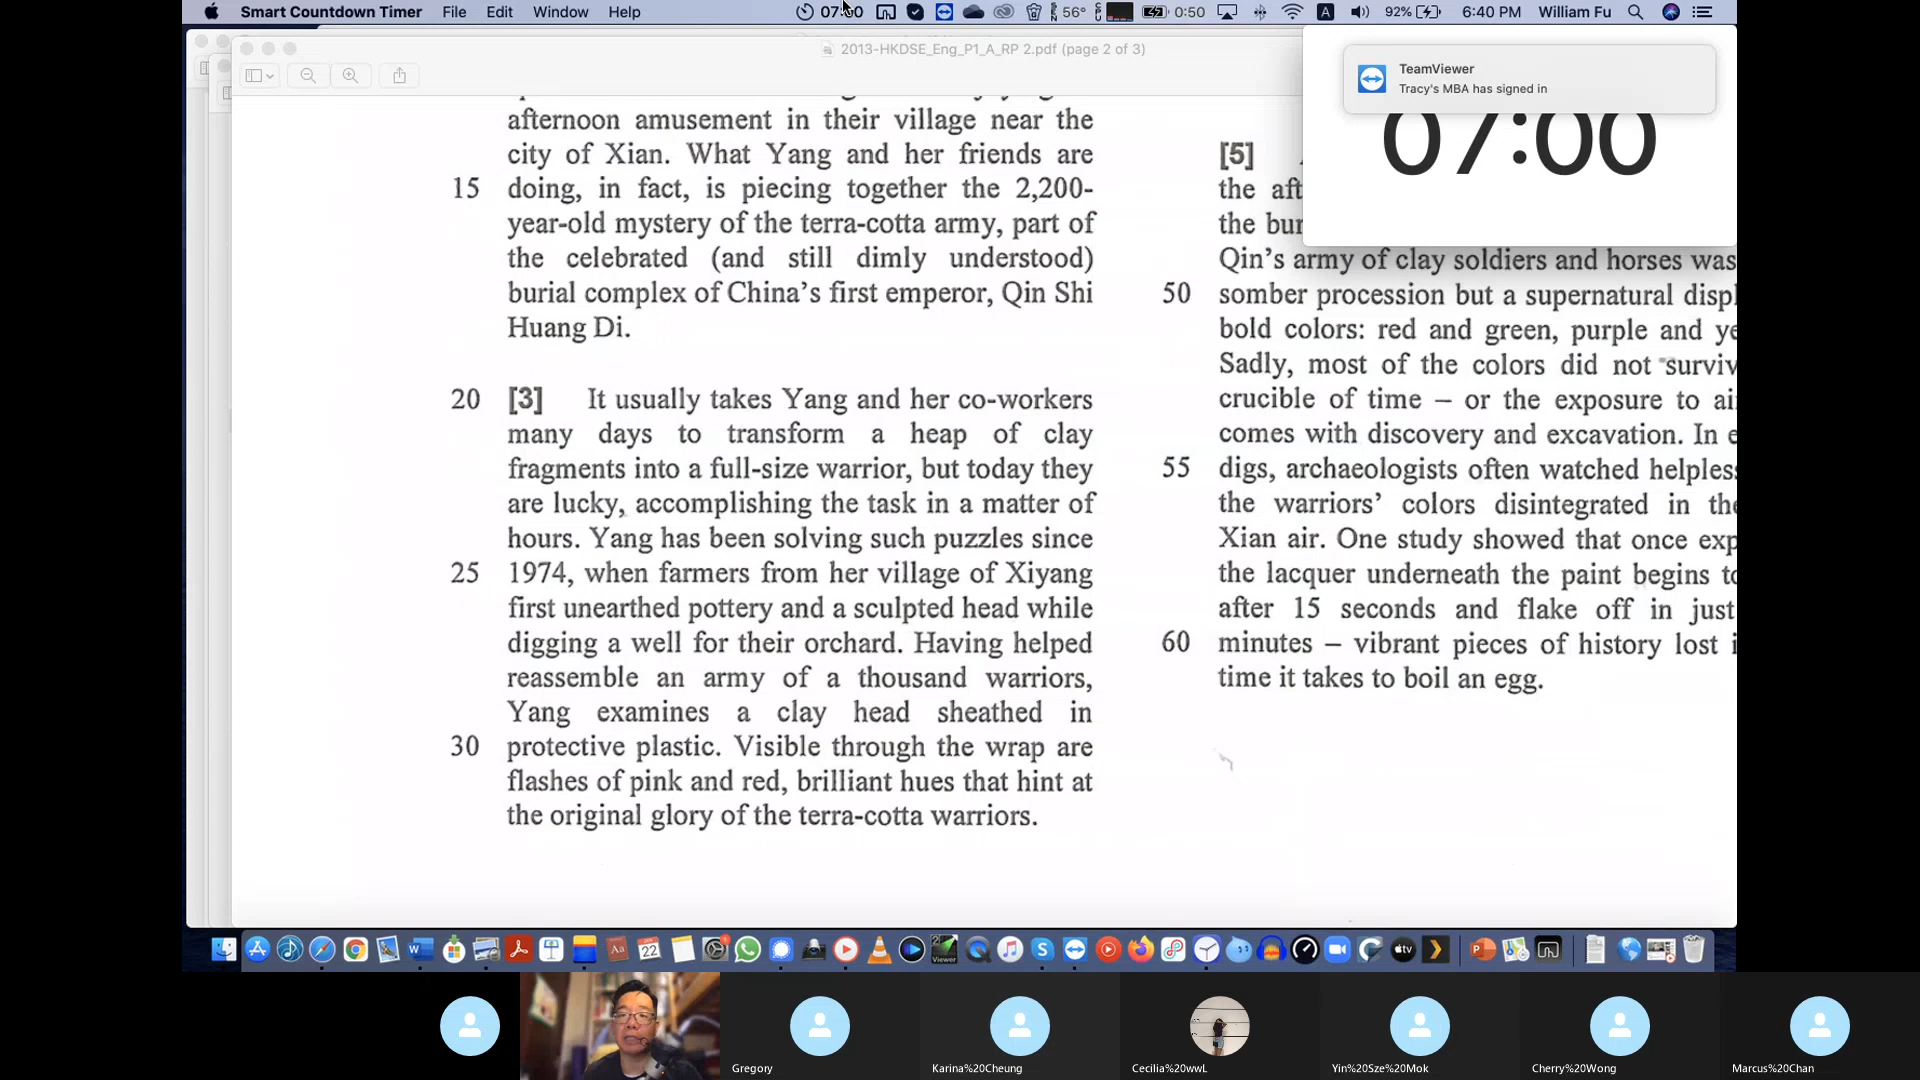 Smart Countdown Timer File Edit Window Help 07:00 56° 0:50 92% 6:40 PM William Fu
2013-HKDSE_Eng_P1_A_RP 2.pdf (page 2 of 3)
TeamViewer
Tracy's MBA has signed in
07:00
afternoon amusement in their village near the
city of Xian. What Yang and her friends are
15 doing, in fact, is piecing together the 2,200-
year-old mystery of the terra-cotta army, part of
the celebrated (and still dimly understood)
burial complex of China's first emperor, Qin Shi
Huang Di.
20 [3] It usually takes Yang and her co-workers
many days to transform a heap of clay
fragments into a full-size warrior, but today they
are lucky, accomplishing the task in a matter of
hours. Yang has been solving such puzzles since
25 1974, when farmers from her village of Xiyang
first unearthed pottery and a sculpted head while
digging a well for their orchard. Having helped
reassemble an army of a thousand warriors,
Yang examines a clay head sheathed in
30 protective plastic. Visible through the wrap are
flashes of pink and red, brilliant hues that hint at
the original glory of the terra-cotta warriors.
[5]
the aft
the bur
Qin's army of clay soldiers and horses was
50 somber procession but a supernatural displ
bold colors: red and green, purple and ye
Sadly, most of the colors did not surviv
crucible of time – or the exposure to ai
comes with discovery and excavation. In e
55 digs, archaeologists often watched helples
the warriors' colors disintegrated in the
Xian air. One study showed that once exp
the lacquer underneath the paint begins to
after 15 seconds and flake off in just
60 minutes – vibrant pieces of history lost i
time it takes to boil an egg.
22
tv
Gregory
Karina%20Cheung
Cecilia%20wwL
Yin%20Sze%20Mok
Cherry%20Wong
Marcus%20Chan